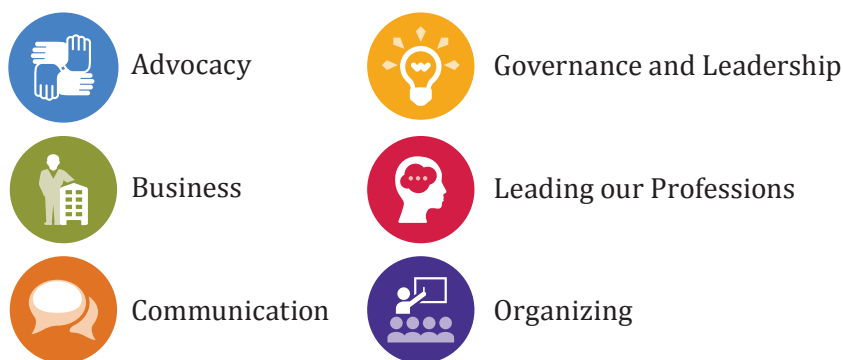 Advocacy
Governance and Leadership
Business
Leading our Professions
Communication
Organizing